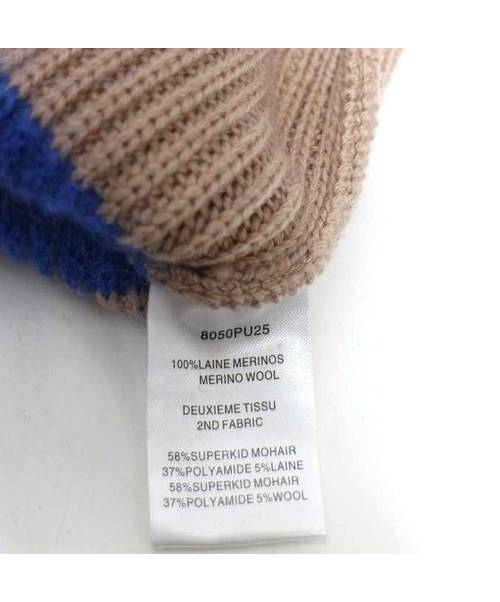 8050PU25
100%LAINE MERINOS
MERINO WOOL
DEUXIEME TISSU
2ND FABRIC
58%SUPERKID MOHAIR
37%POLYAMIDE 5%LAINE
58%SUPERKID MOHAIR
37%POLYAMIDE 5%WOOL